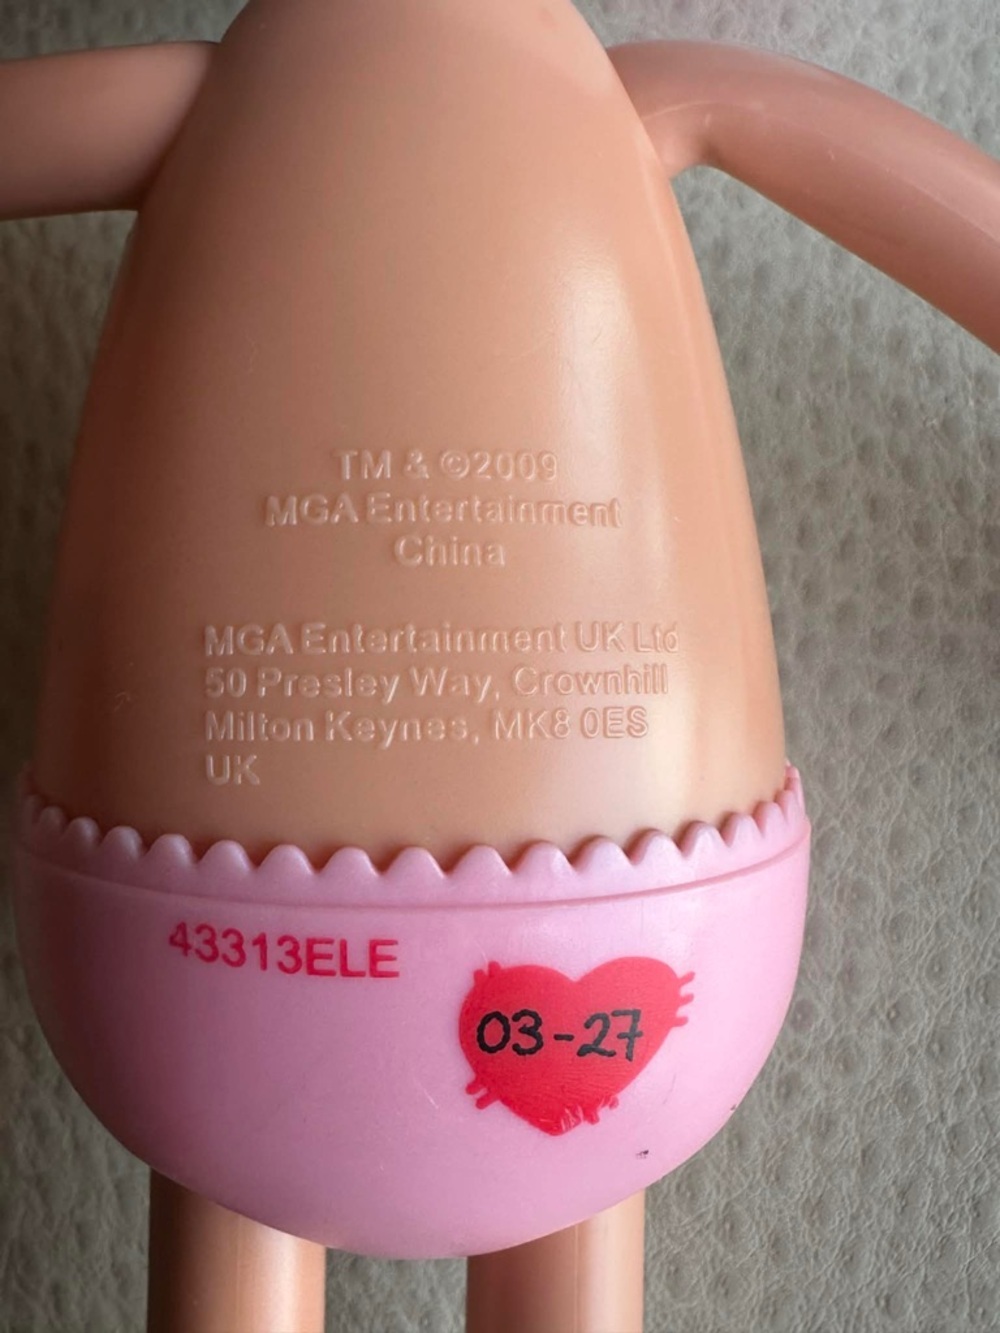 TM & ©2009
MGA Entertainment
China
MGA Entertainment UK Ltd
50 Presley Way, Crownhill
Milton Keynes, MK8 0ES
UK
43313ELE
03-27